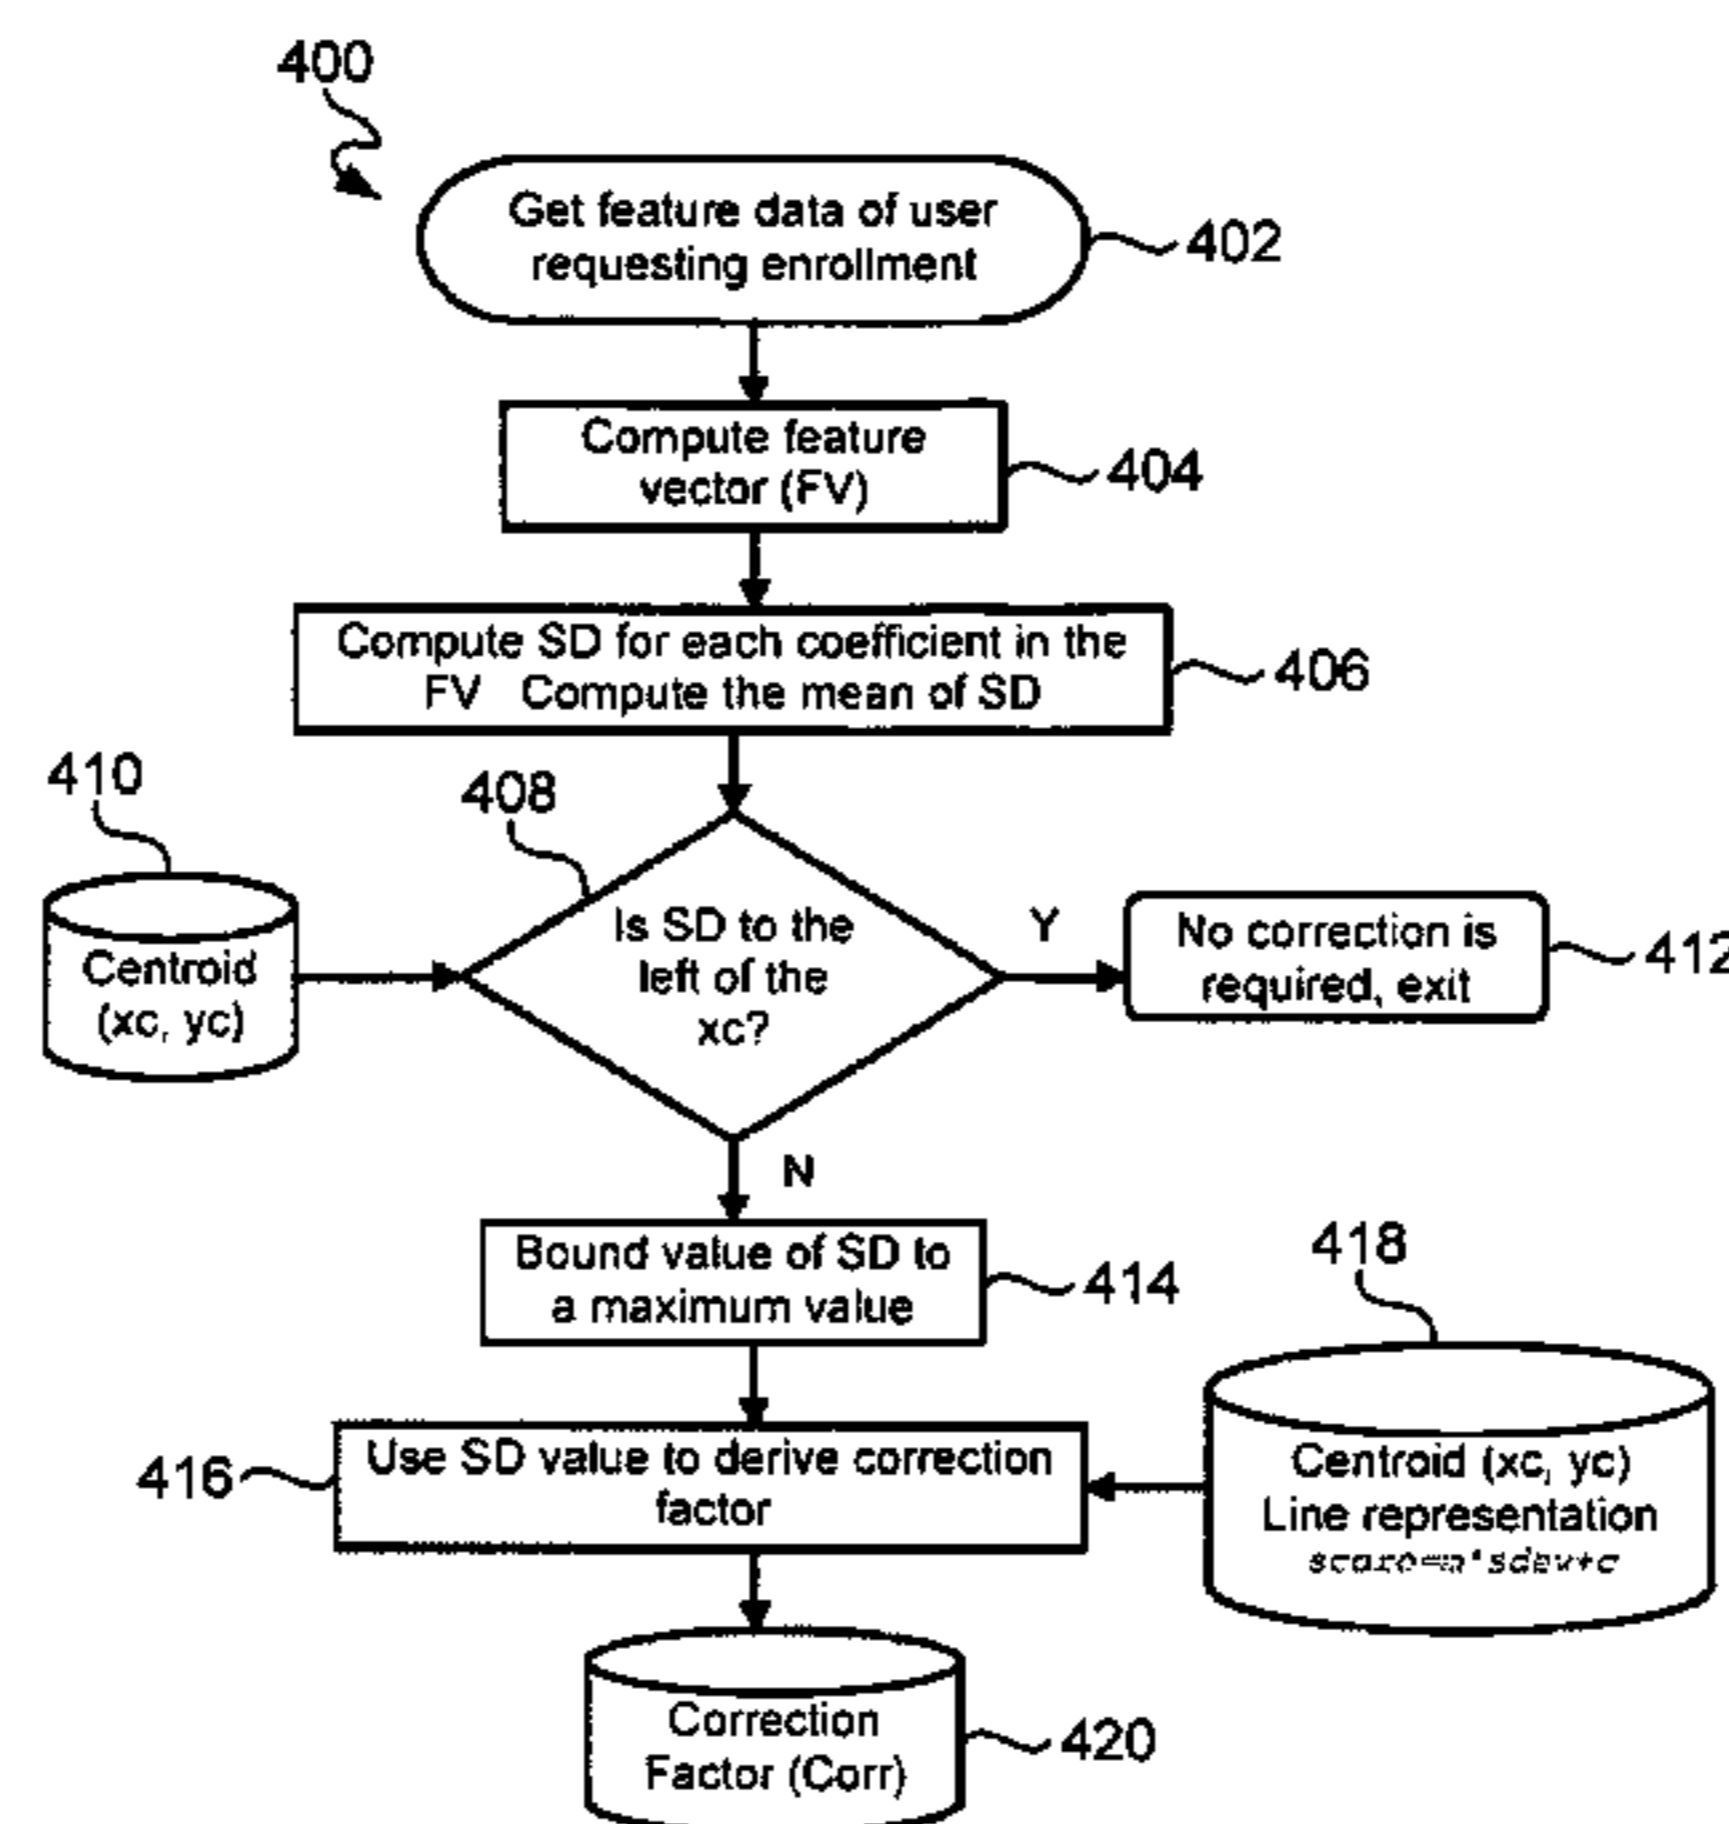 400
Get feature data of user
requesting enrollment
402
Compute feature
vector (FV)
404
Compute SD for each coefficient in the
FV Compute the mean of SD
406
410
408
Centroid
(xc, yc)
Is SD to the
left of the
xc?
Y
No correction is
required, exit
412
N
Bound value of SD to
a maximum value
414
418
416
Use SD value to derive correction
factor
Centroid (xc, yc)
Line representation
Correction
Factor (Corr)
420